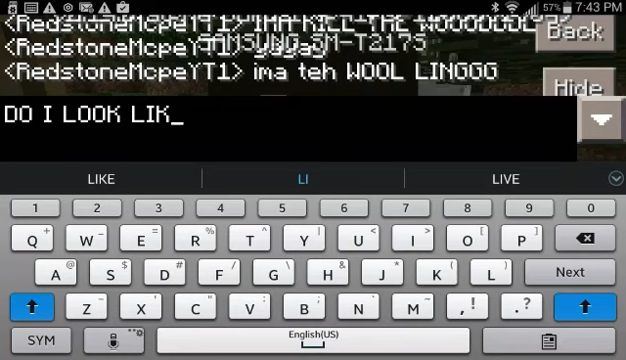 57% 7:43 PM
<RedstoneMcpeYT1> IMA KILL THE WOOOOOOL
Back
SAMSUNG SM-T217S
<RedstoneMcpeYT1>
<RedstoneMcpeYT1> ima teh WOOL LINGGG
Hide
DO I LOOK LIK_
LIKE LI LIVE
1 2 3 4 5 6 7 8 9 0
Q + W - E = R % T ^ Y / U < I > O [ P ]
A @ S $ D # F / G \ H & J * K ( L ) Next
Z - X ' C " V : B ; N ~ M ~ , ! . ?
SYM English(US)